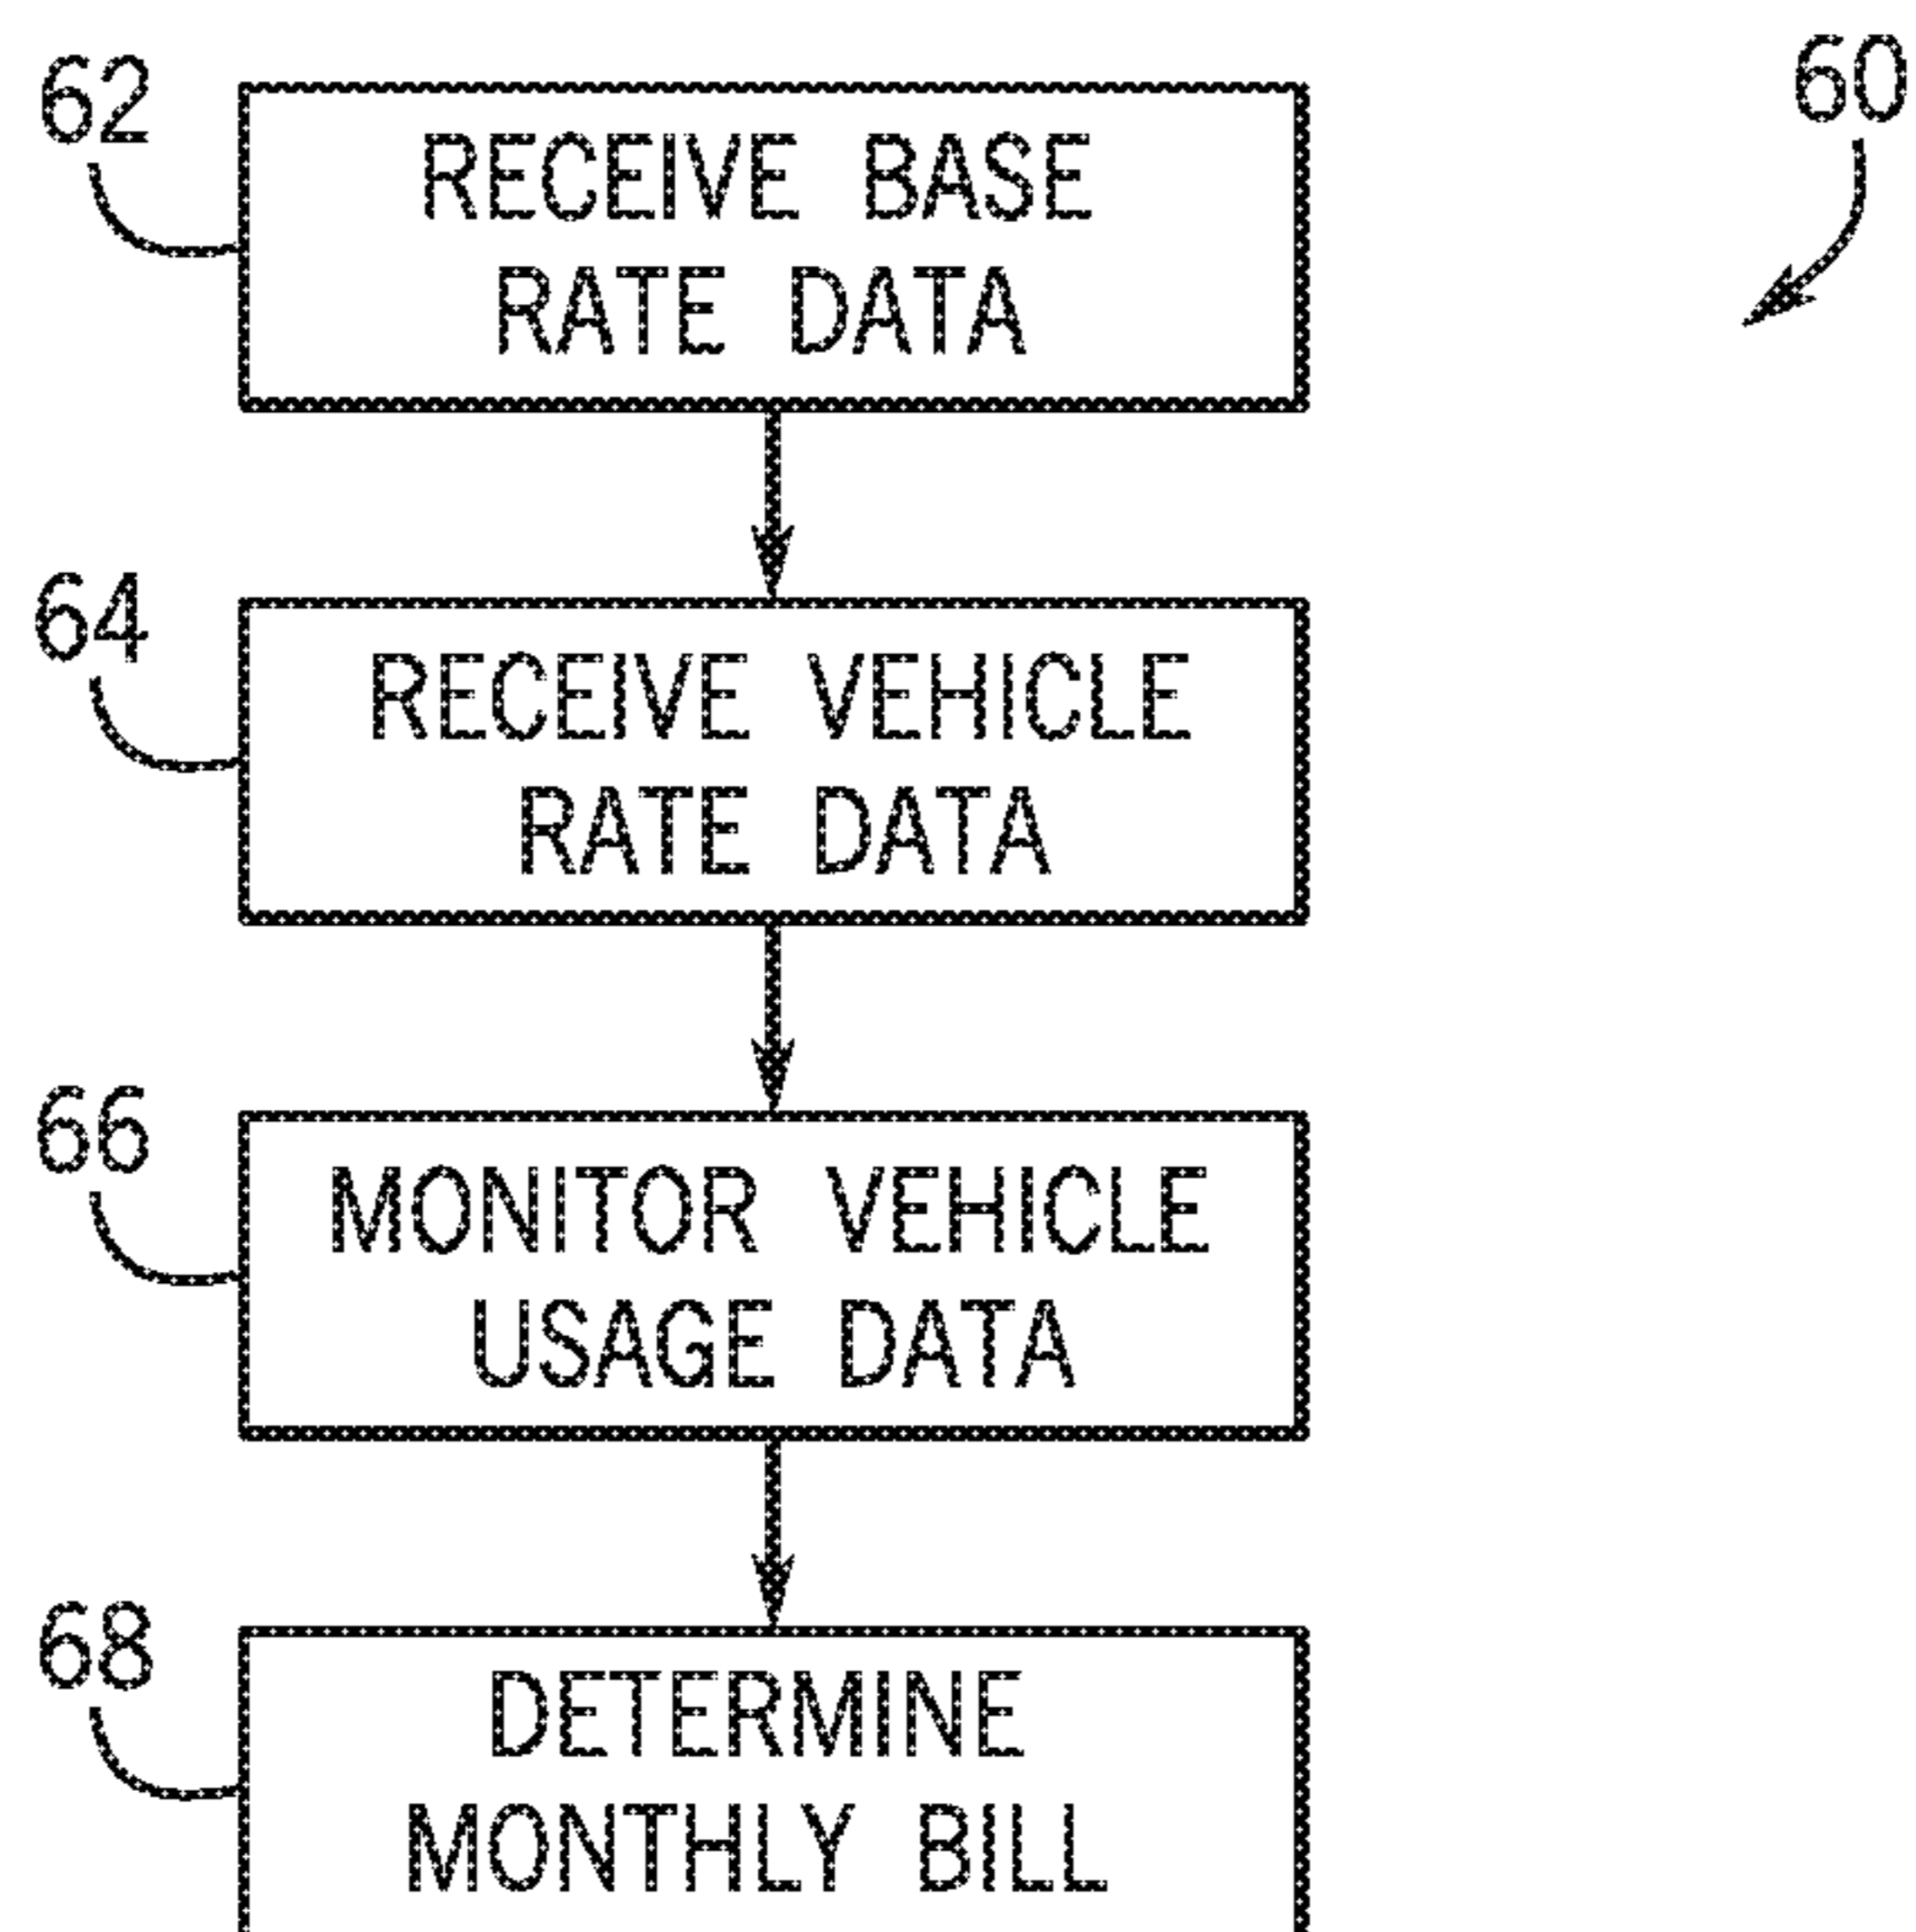 62
60
RECEIVE BASE
RATE DATA
64
RECEIVE VEHICLE
RATE DATA
66
MONITOR VEHICLE
USAGE DATA
68
DETERMINE
MONTHLY BILL